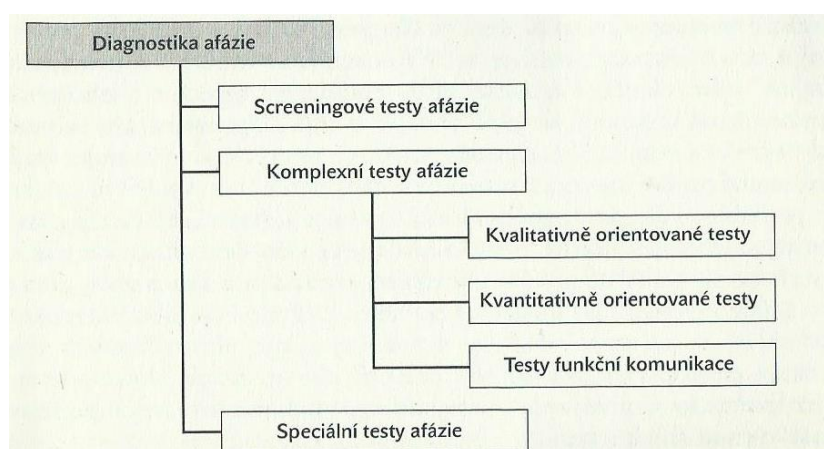 Diagnostika afázie
Screeningové testy afázie
Komplexní testy afázie
Kvalitativně orientované testy
Kvantitativně orientované testy
Testy funkční komunikace
Speciální testy afázie